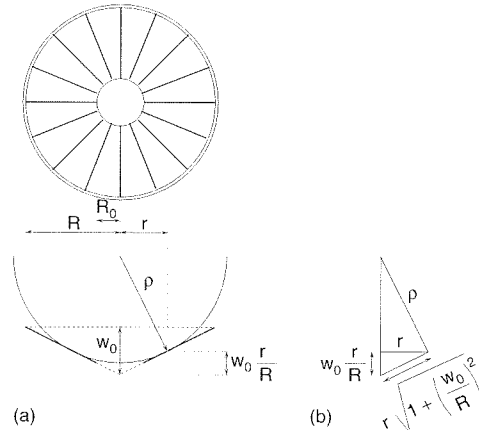 R₀
R
r
ρ
w₀
w₀ r/R
(a)
ρ
r
w₀ r/R
r√1 + (w₀/R)²
(b)